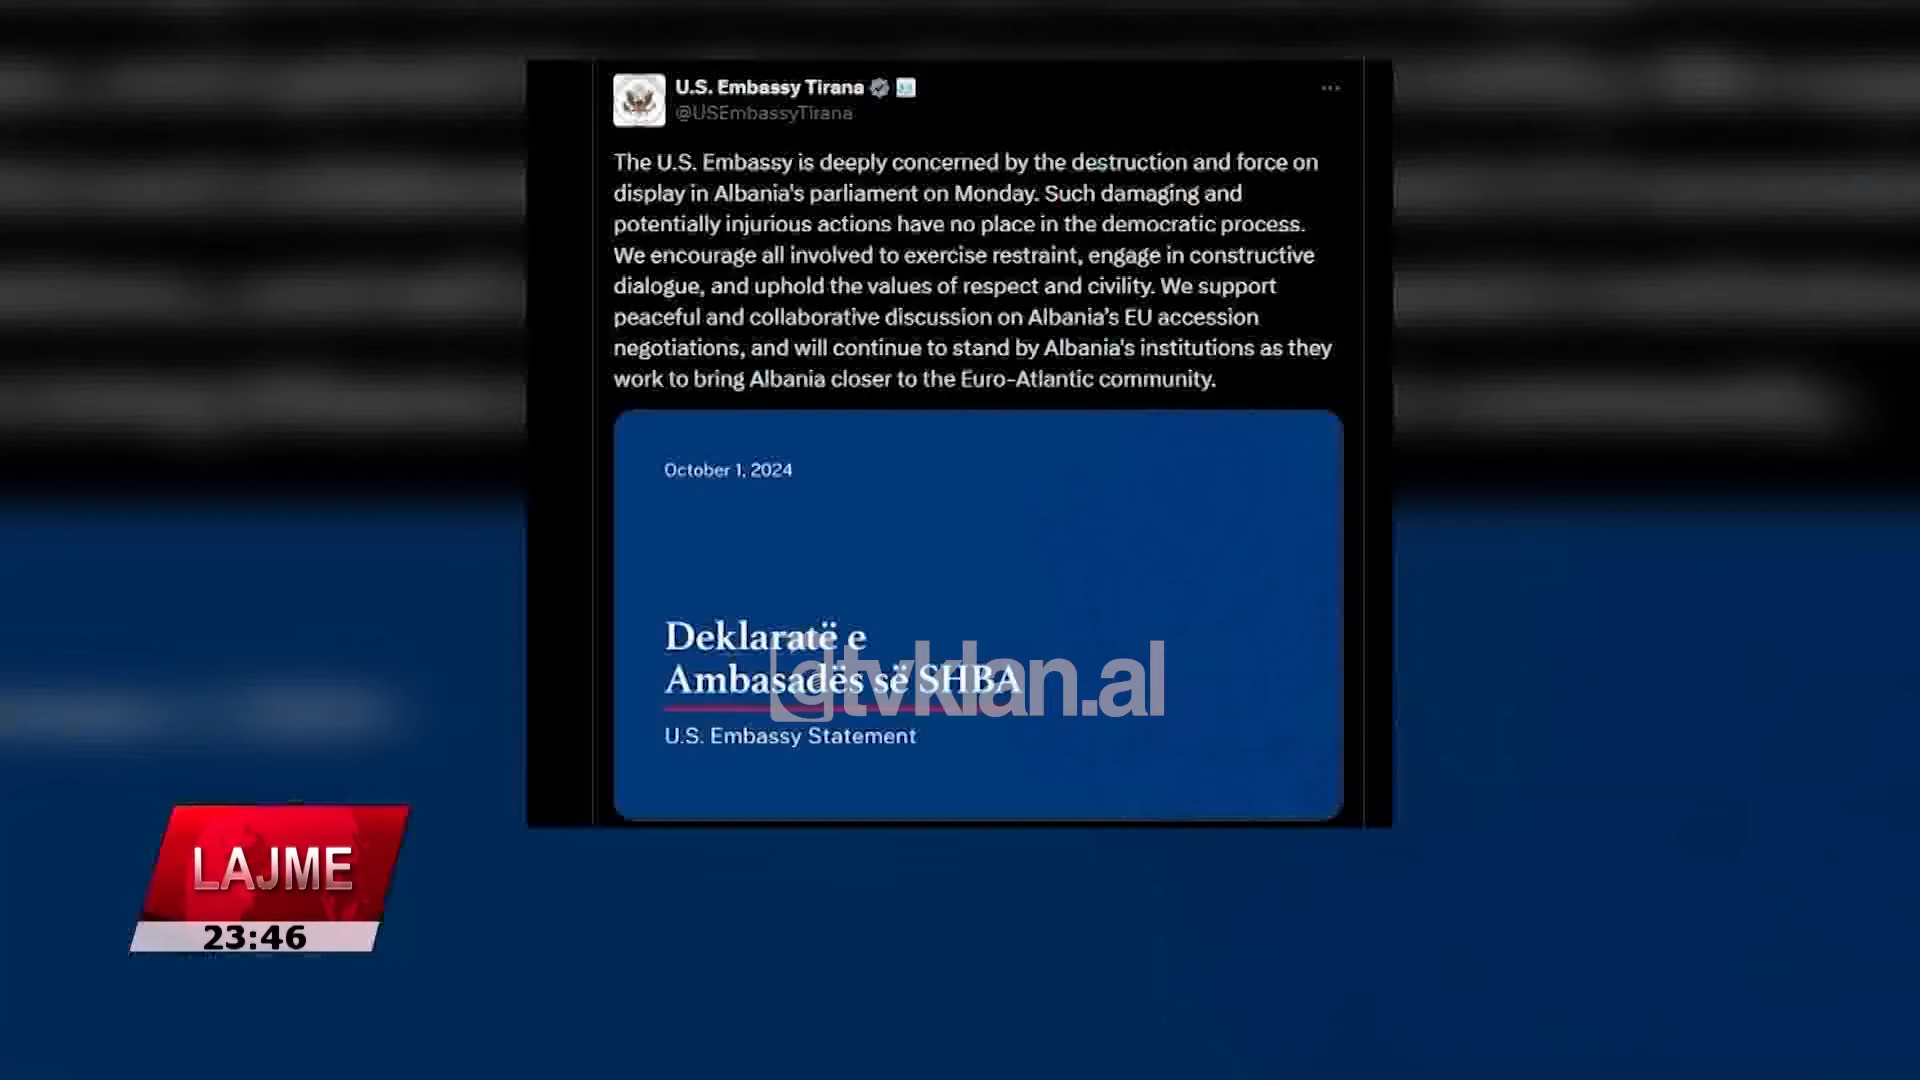 U.S. Embassy Tirana
@USEmbassyTirana
The U.S. Embassy is deeply concerned by the destruction and force on
display in Albania's parliament on Monday. Such damaging and
potentially injurious actions have no place in the democratic process.
We encourage all involved to exercise restraint, engage in constructive
dialogue, and uphold the values of respect and civility. We support
peaceful and collaborative discussion on Albania’s EU accession
negotiations, and will continue to stand by Albania's institutions as they
work to bring Albania closer to the Euro-Atlantic community.
October 1, 2024
Deklaratë e
Ambasadës së SHBA
tvklan.al
U.S. Embassy Statement
LAJME
23:46